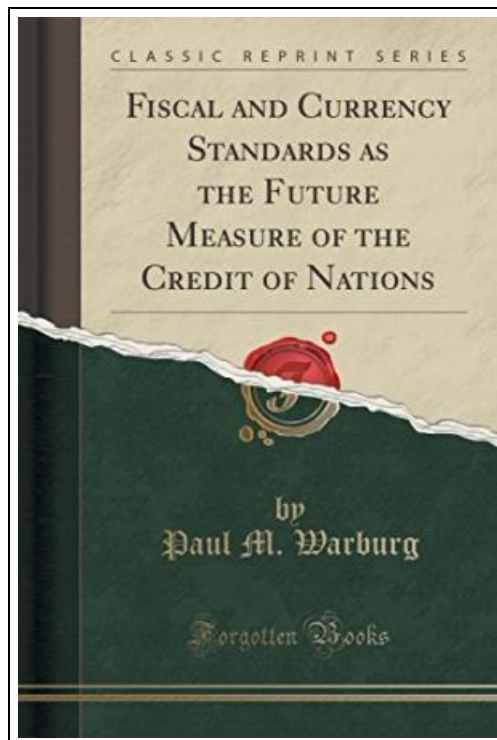 CLASSIC REPRINT SERIES
FISCAL AND CURRENCY
STANDARDS AS
THE FUTURE
MEASURE OF THE
CREDIT OF NATIONS
F
by
Paul M. Warburg
Forgotten Books